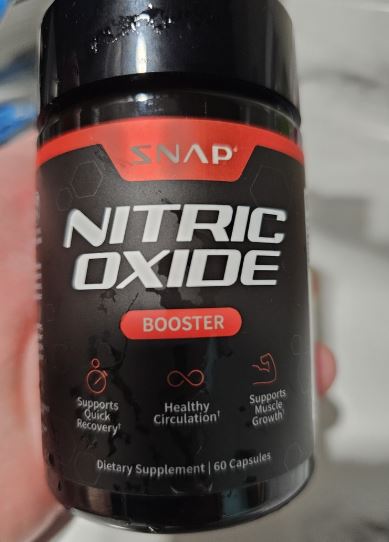 SNAP
NITRIC
OXIDE
BOOSTER
Supports
Quick
Recovery†
Healthy
Circulation†
Supports
Muscle
Growth†
Dietary Supplement | 60 Capsules